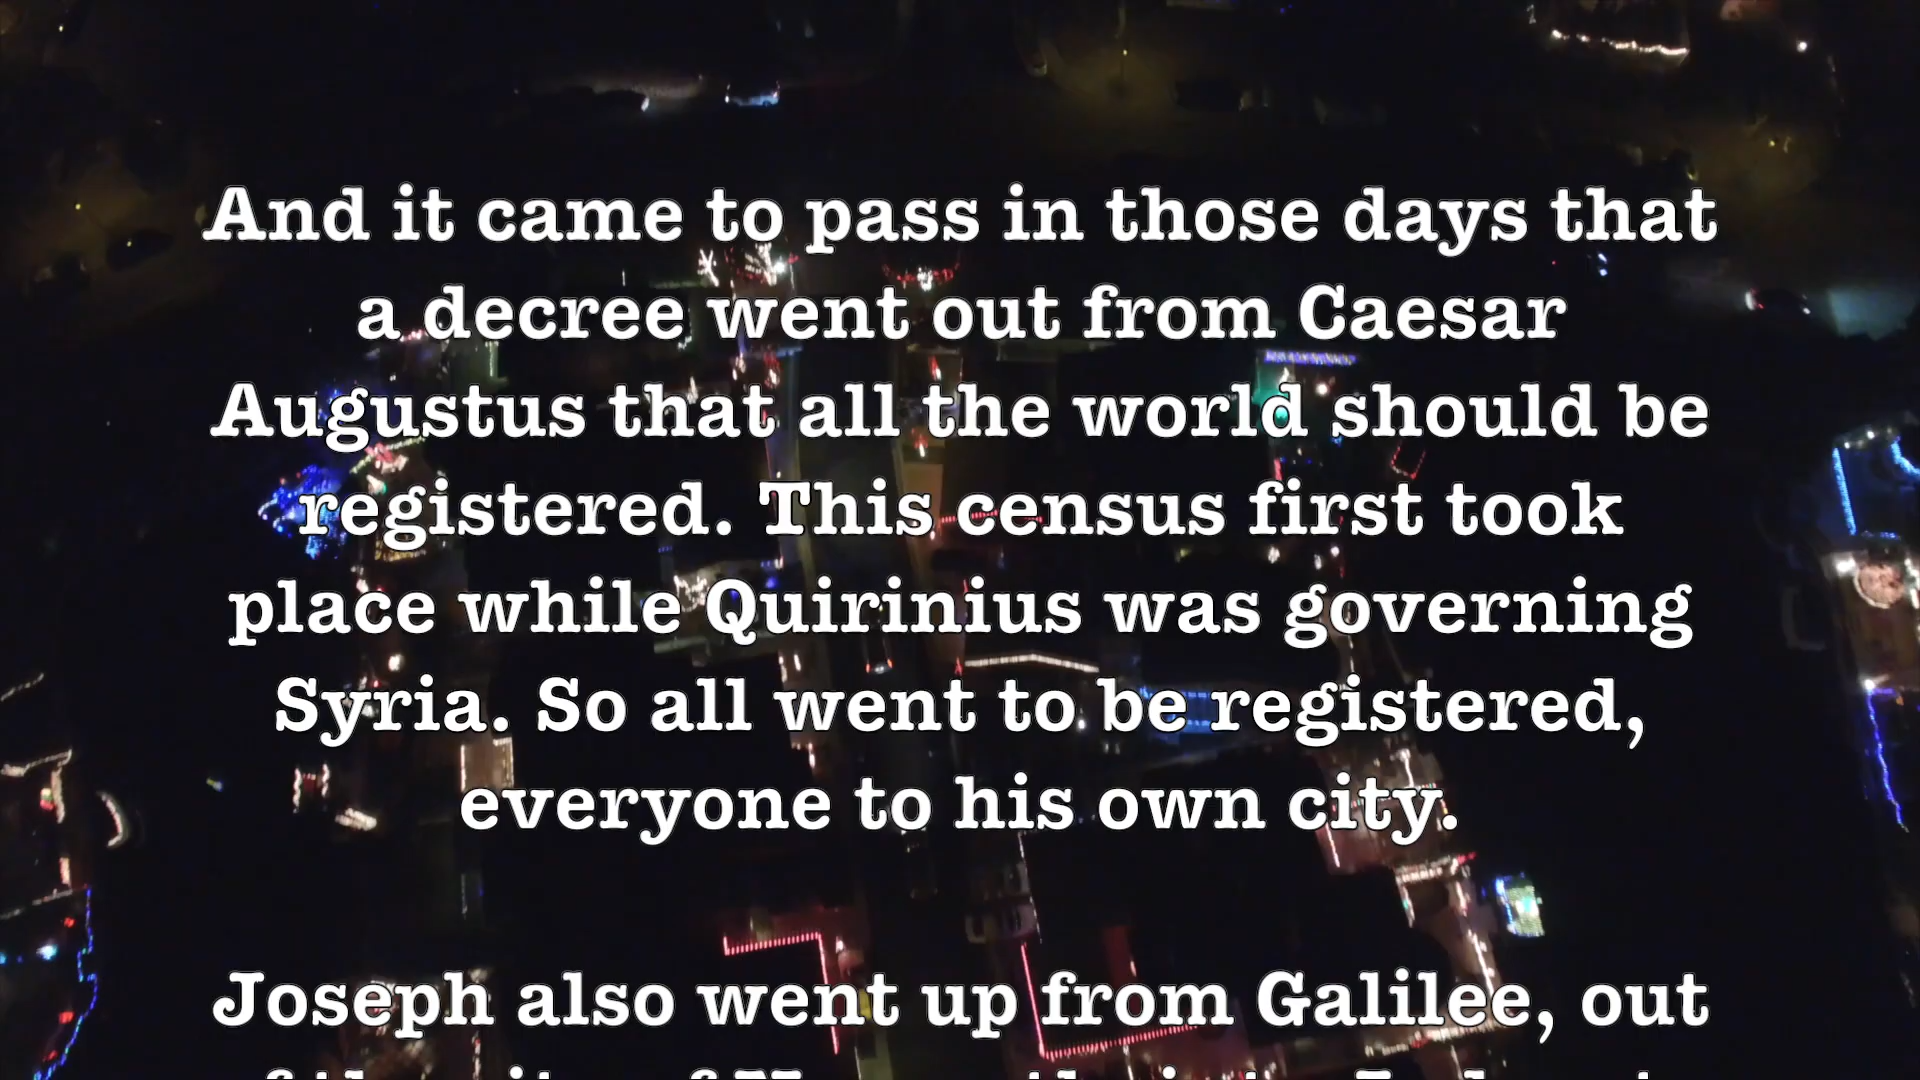 And it came to pass in those days that
a decree went out from Caesar
Augustus that all the world should be
registered. This census first took
place while Quirinius was governing
Syria. So all went to be registered,
everyone to his own city.
Joseph also went up from Galilee, out